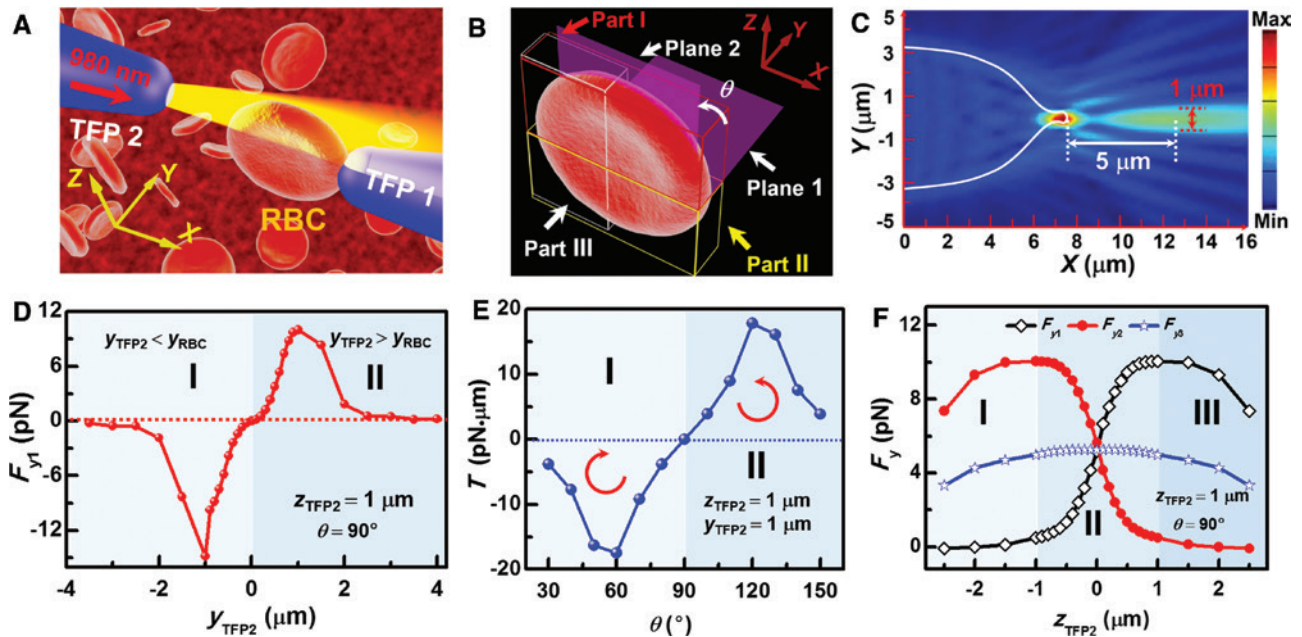 A
980 nm
TFP 2
TFP 1
RBC
Z
Y
X
B
Part I
Plane 2
Z
Y
X
θ
Plane 1
Part III
Part II
C
Y (μm)
5
3
1
-1
-3
-5
1 μm
5 μm
0 2 4 6 8 10 12 14 16
X (μm)
Max
Min
D
F_y1 (pN)
12
6
0
-6
-12
y_TFP2 < y_RBC
y_TFP2 > y_RBC
I
II
z_TFP2 = 1 μm
θ = 90°
-4 -2 0 2 4
y_TFP2 (μm)
E
T (pN·μm)
20
10
0
-10
-20
I
II
z_TFP2 = 1 μm
y_TFP2 = 1 μm
30 60 90 120 150
θ (°)
F
F_y (pN)
12
8
4
0
F_y1 F_y2 F_y3
I
II
III
z_TFP2 = 1 μm
θ = 90°
-2 -1 0 1 2
z_TFP2 (μm)